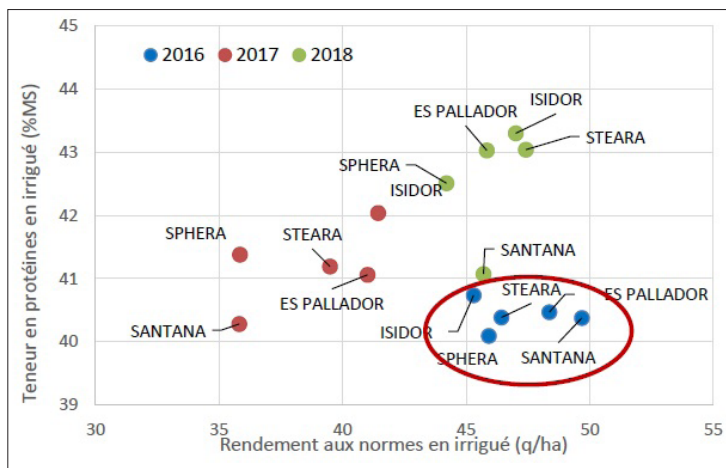 45
2016 2017 2018
ISIDOR
44
ES PALLADOR
STEARA
43
SPHERA
ISIDOR
42
SPHERA
STEARA
SANTANA
41
ES PALLADOR
STEARA
ES PALLADOR
SANTANA
ISIDOR
40
SPHERA
SANTANA
39
30 35 40 45 50 55
Teneur en protéines en irrigué (%MS)
Rendement aux normes en irrigué (q/ha)